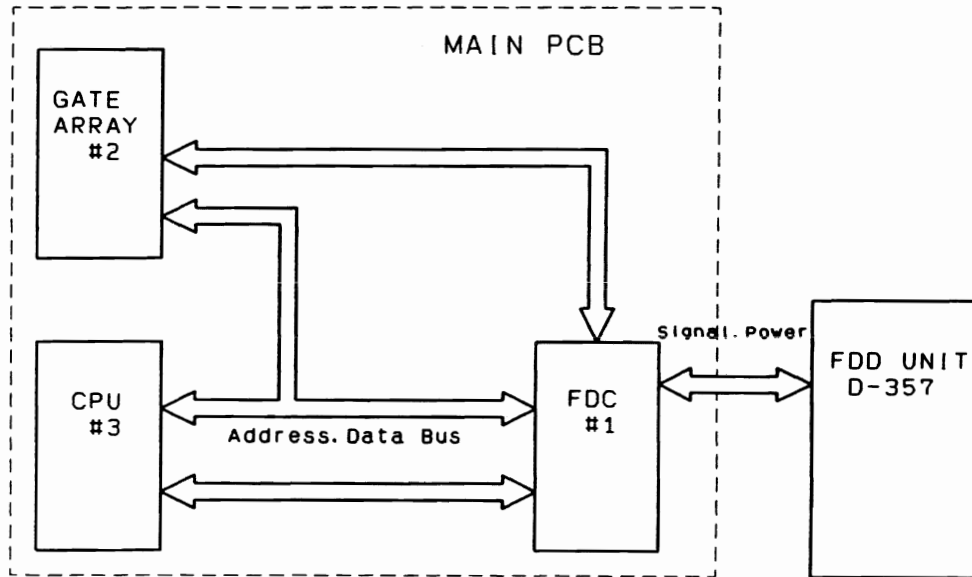 MAIN PCB
GATE
ARRAY
#2
Signal. Power
FDD UNIT
D-357
CPU
#3
FDC
#1
Address. Data Bus